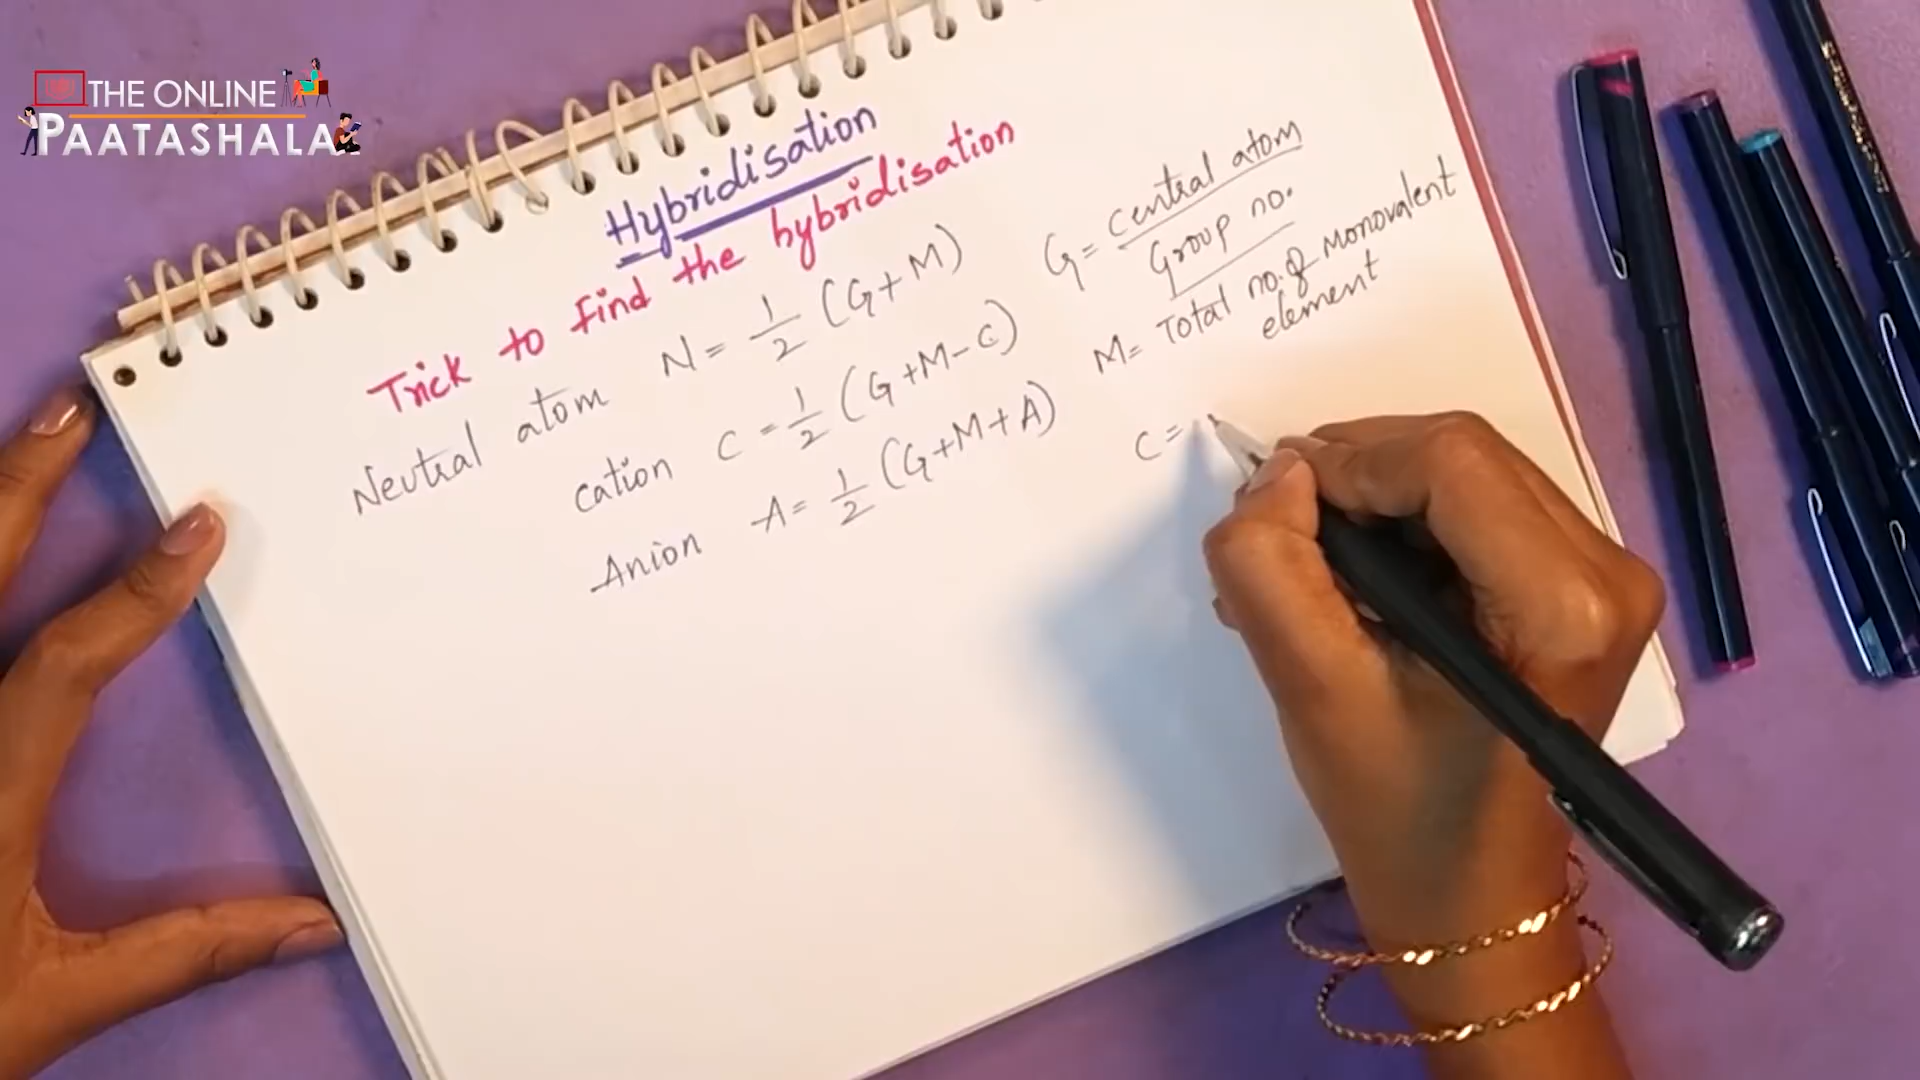 THE ONLINE
PAATASHALA
Hybridisation
Trick to find the hybridisation
Neutral atom N = 1/2 (G + M)
cation C = 1/2 (G + M - C)
Anion A = 1/2 (G + M + A)
G = central atom
Group no.
M = Total no. of monovalent
element
C =